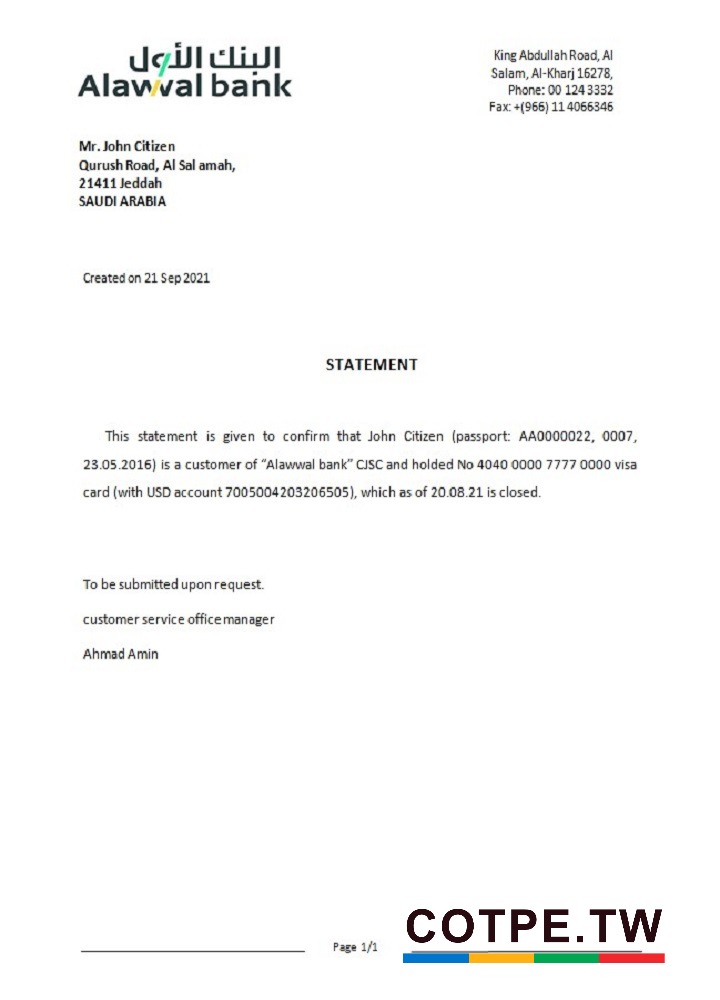 البنك الأول
Alawwal bank
King Abdullah Road, Al
Salam, Al-Kharj 16278,
Phone: 00 124 3332
Fax: +(966) 11 4066346
Mr. John Citizen
Qurush Road, Al Sal amah,
21411 Jeddah
SAUDI ARABIA
Created on 21 Sep 2021
STATEMENT
This statement is given to confirm that John Citizen (passport: AA0000022, 0007,
23.05.2016) is a customer of “Alawwal bank” CJSC and holded No 4040 0000 7777 0000 visa
card (with USD account 7005004203206505), which as of 20.08.21 is closed.
To be submitted upon request.
customer service office manager
Ahmad Amin
Page 1/1
COTPE.TW